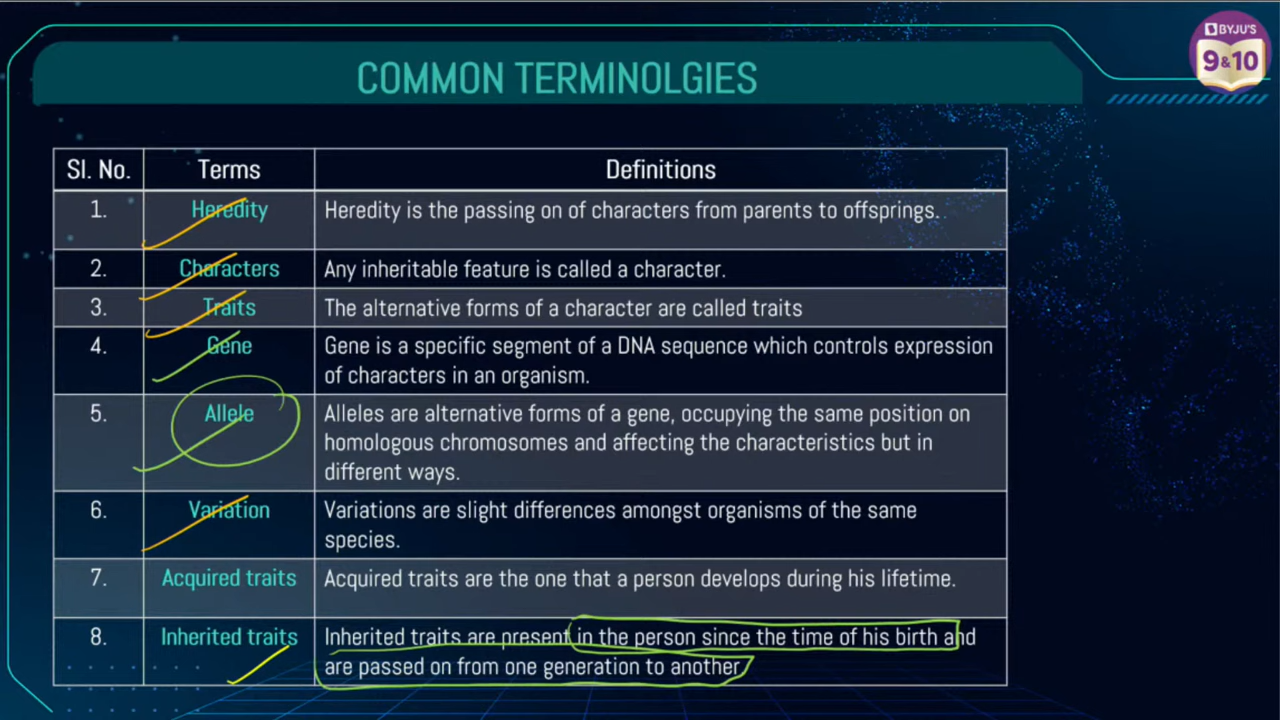 BYJU'S
9&10
COMMON TERMINOLGIES
Sl. No. Terms Definitions
1. Heredity Heredity is the passing on of characters from parents to offsprings.
2. Characters Any inheritable feature is called a character.
3. Traits The alternative forms of a character are called traits
4. Gene Gene is a specific segment of a DNA sequence which controls expression
of characters in an organism.
5. Allele Alleles are alternative forms of a gene, occupying the same position on
homologous chromosomes and affecting the characteristics but in
different ways.
6. Variation Variations are slight differences amongst organisms of the same
species.
7. Acquired traits Acquired traits are the one that a person develops during his lifetime.
8. Inherited traits Inherited traits are present in the person since the time of his birth and
are passed on from one generation to another